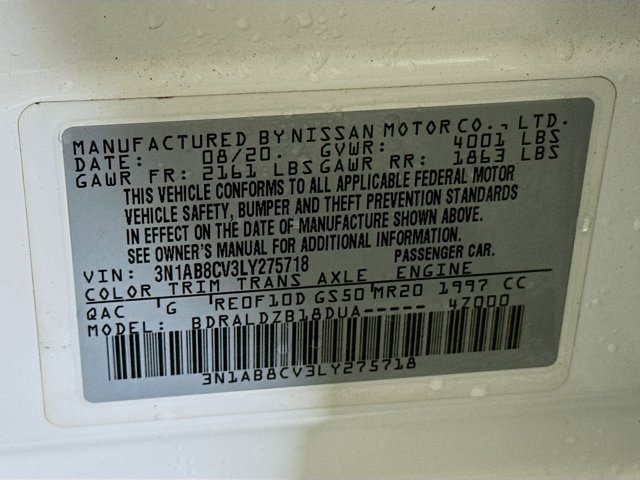 MANUFACTURED BY NISSAN MOTOR CO., LTD.
DATE: 08/20. GVWR: 4001 LBS
GAWR FR: 2161 LBS GAWR RR: 1863 LBS
THIS VEHICLE CONFORMS TO ALL APPLICABLE FEDERAL MOTOR
VEHICLE SAFETY, BUMPER AND THEFT PREVENTION STANDARDS
IN EFFECT ON THE DATE OF MANUFACTURE SHOWN ABOVE.
SEE OWNER'S MANUAL FOR ADDITIONAL INFORMATION.
VIN: 3N1AB8CV3LY275718 PASSENGER CAR.
COLOR TRIM TRANS AXLE ENGINE
QAC G RE0F10D GS50 MR20 1997 CC
MODEL: BDRALDZB18DUA----- 4Z000
3N1AB8CV3LY275718